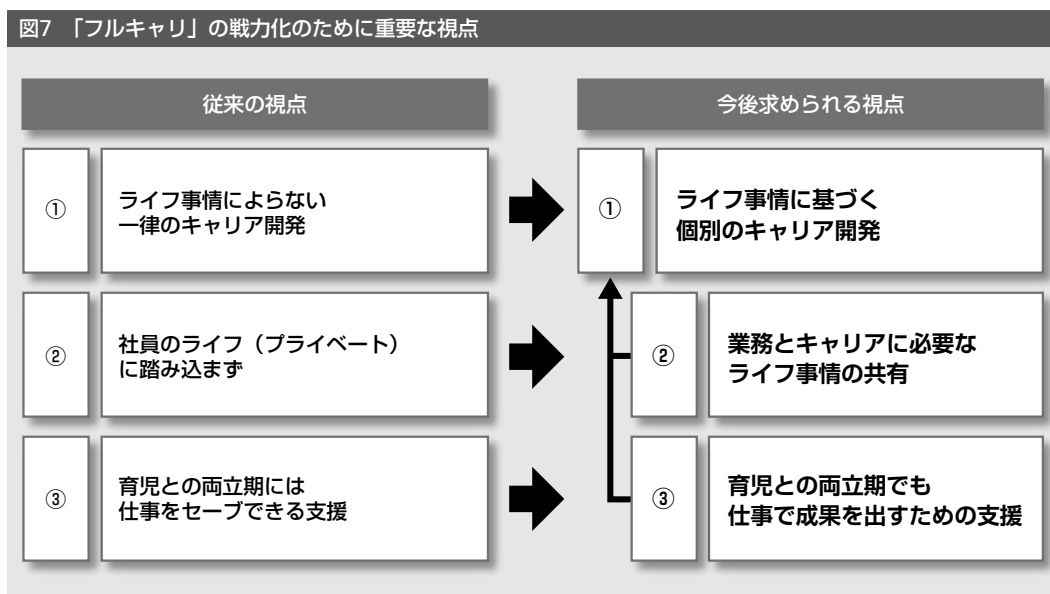 図7 「フルキャリ」の戦力化のために重要な視点
従来の視点
今後求められる視点
①
ライフ事情によらない
一律のキャリア開発
①
ライフ事情に基づく
個別のキャリア開発
②
社員のライフ（プライベート）
に踏み込まず
②
業務とキャリアに必要な
ライフ事情の共有
③
育児との両立期には
仕事をセーブできる支援
③
育児との両立期でも
仕事で成果を出すための支援